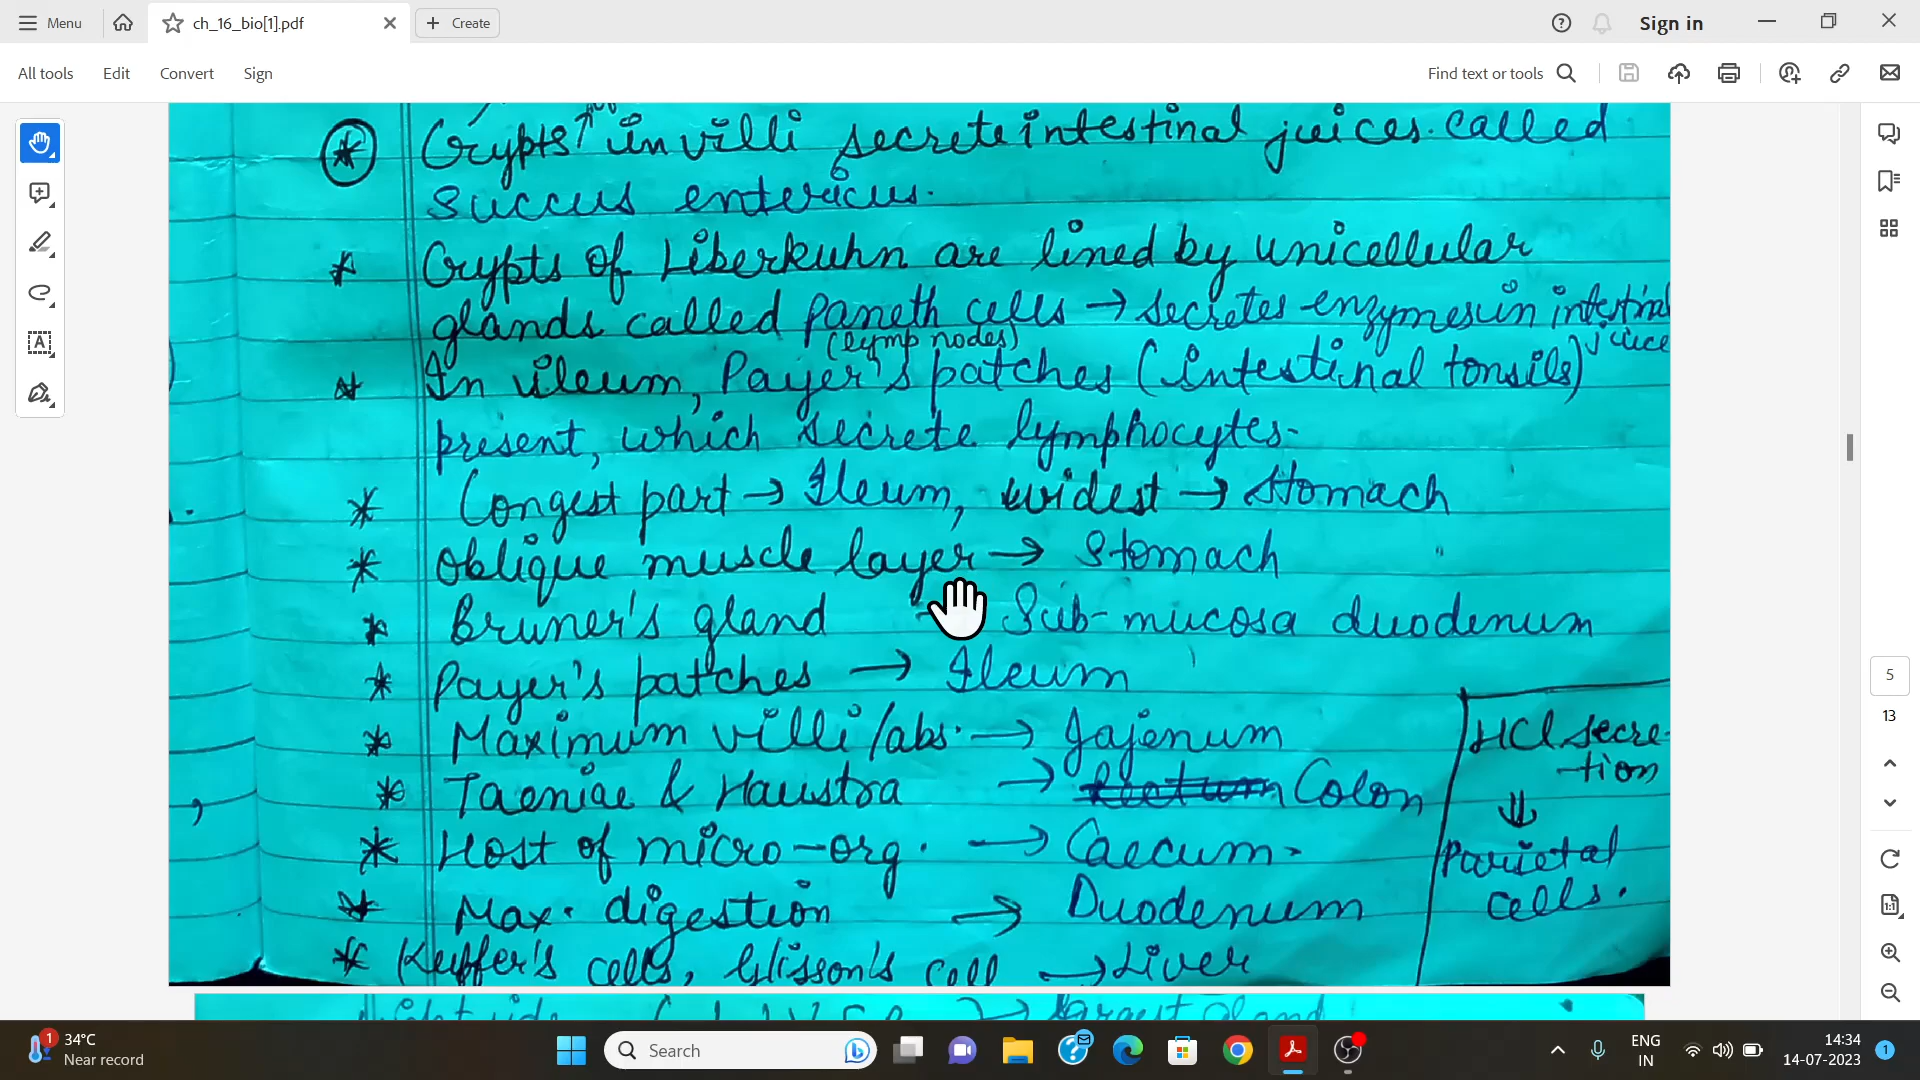 Menu
ch_16_bio[1].pdf
Create
Sign in
All tools
Edit
Convert
Sign
Find text or tools
Crypts in villi secrete intestinal juices. called
Succus entericus.
Crypts of Liberkuhn are lined by unicellular
glands called Paneth cells → secretes enzymes in intestinal
juice
(lymp nodes)
* In ileum, Payer's patches (intestinal tonsils)
present, which secrete lymphocytes.
* Longest part → Ileum, widest → Stomach
* Oblique muscle layer → Stomach
* Bruner's gland Sub-mucosa duodenum
* Payer's patches → Ileum
* Maximum villi/abs. → Jajenum
* Taeniae & Haustra → Colon
* Host of micro-org. → Caecum.
* Max. digestion → Duodenum
* Kuffer's cells, Glisson's cell → Liver
HCl secre-
tion
⇓
Parietal
cells.
largest gland
5
13
1
34°C
Near record
Search
ENG
IN
14:34
14-07-2023
1